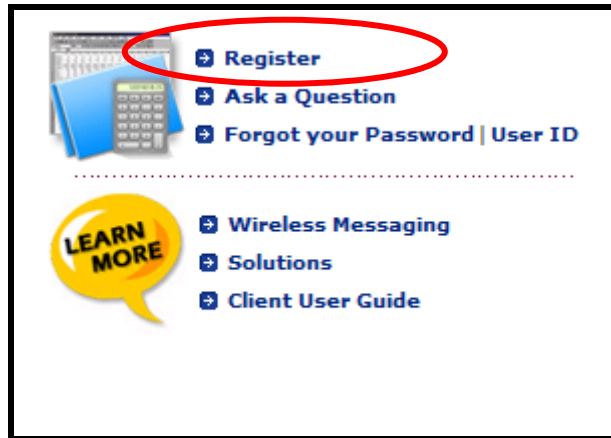 Register
Ask a Question
Forgot your Password | User ID
LEARN
MORE
Wireless Messaging
Solutions
Client User Guide